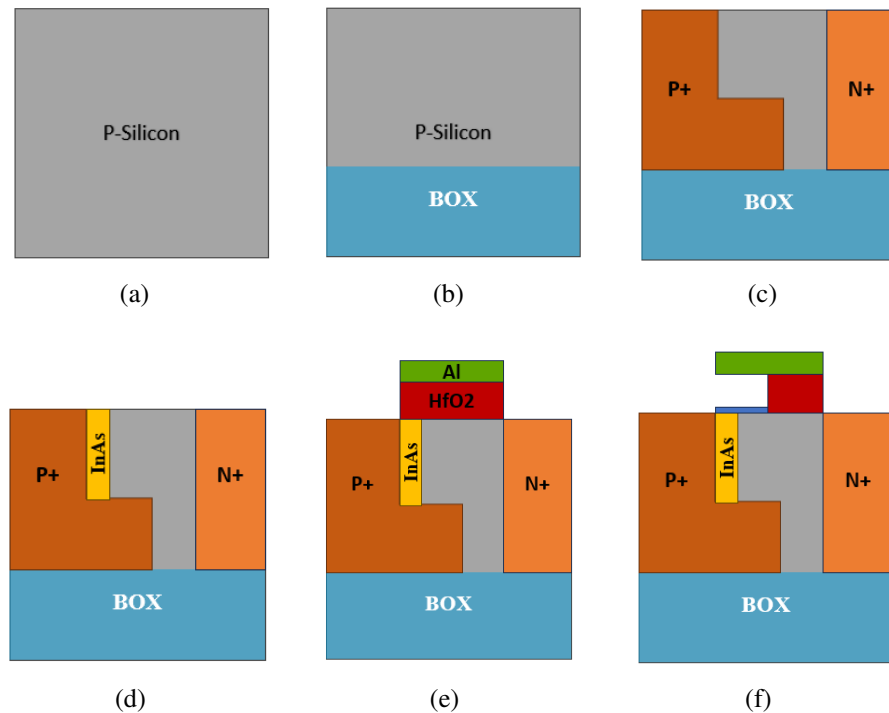 P-Silicon
(a)
P-Silicon
BOX
(b)
P+
N+
BOX
(c)
P+
InAs
N+
BOX
(d)
Al
HfO2
P+
InAs
N+
BOX
(e)
P+
InAs
N+
BOX
(f)